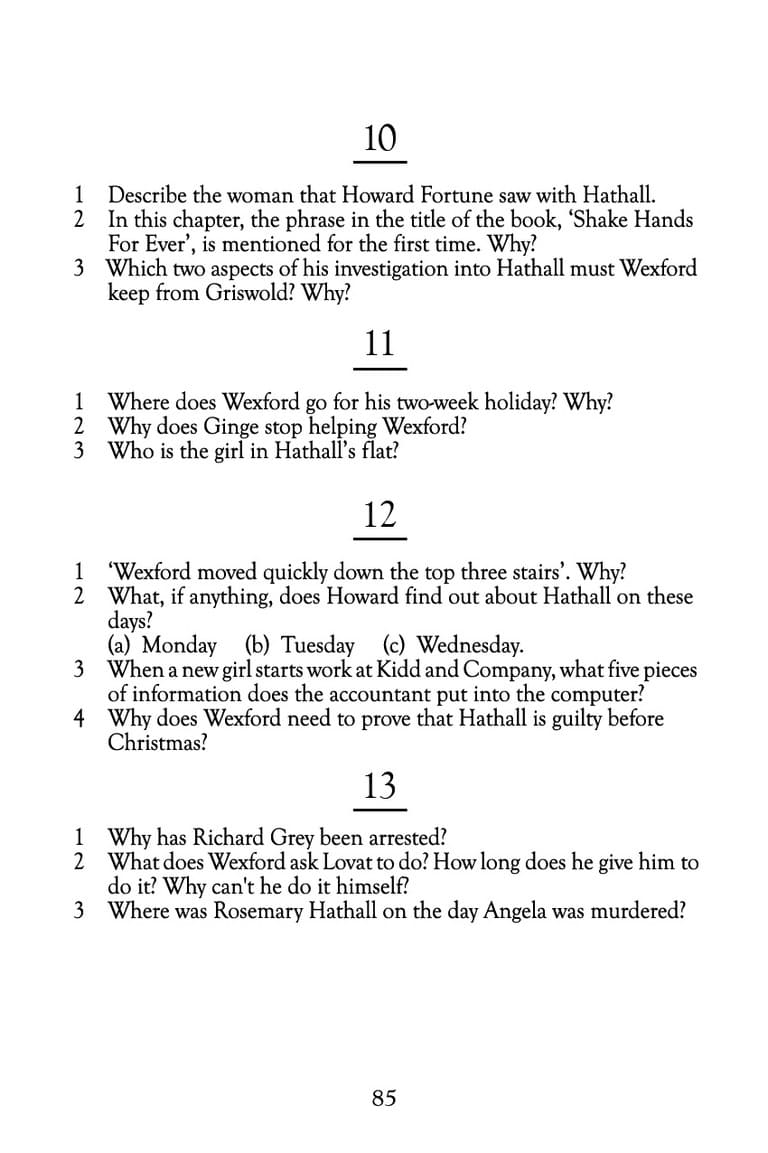 10
1 Describe the woman that Howard Fortune saw with Hathall.
2 In this chapter, the phrase in the title of the book, ‘Shake Hands
For Ever’, is mentioned for the first time. Why?
3 Which two aspects of his investigation into Hathall must Wexford
keep from Griswold? Why?
11
1 Where does Wexford go for his two-week holiday? Why?
2 Why does Ginge stop helping Wexford?
3 Who is the girl in Hathall’s flat?
12
1 ‘Wexford moved quickly down the top three stairs’. Why?
2 What, if anything, does Howard find out about Hathall on these
days?
(a) Monday (b) Tuesday (c) Wednesday.
3 When a new girl starts work at Kidd and Company, what five pieces
of information does the accountant put into the computer?
4 Why does Wexford need to prove that Hathall is guilty before
Christmas?
13
1 Why has Richard Grey been arrested?
2 What does Wexford ask Lovat to do? How long does he give him to
do it? Why can't he do it himself?
3 Where was Rosemary Hathall on the day Angela was murdered?
85